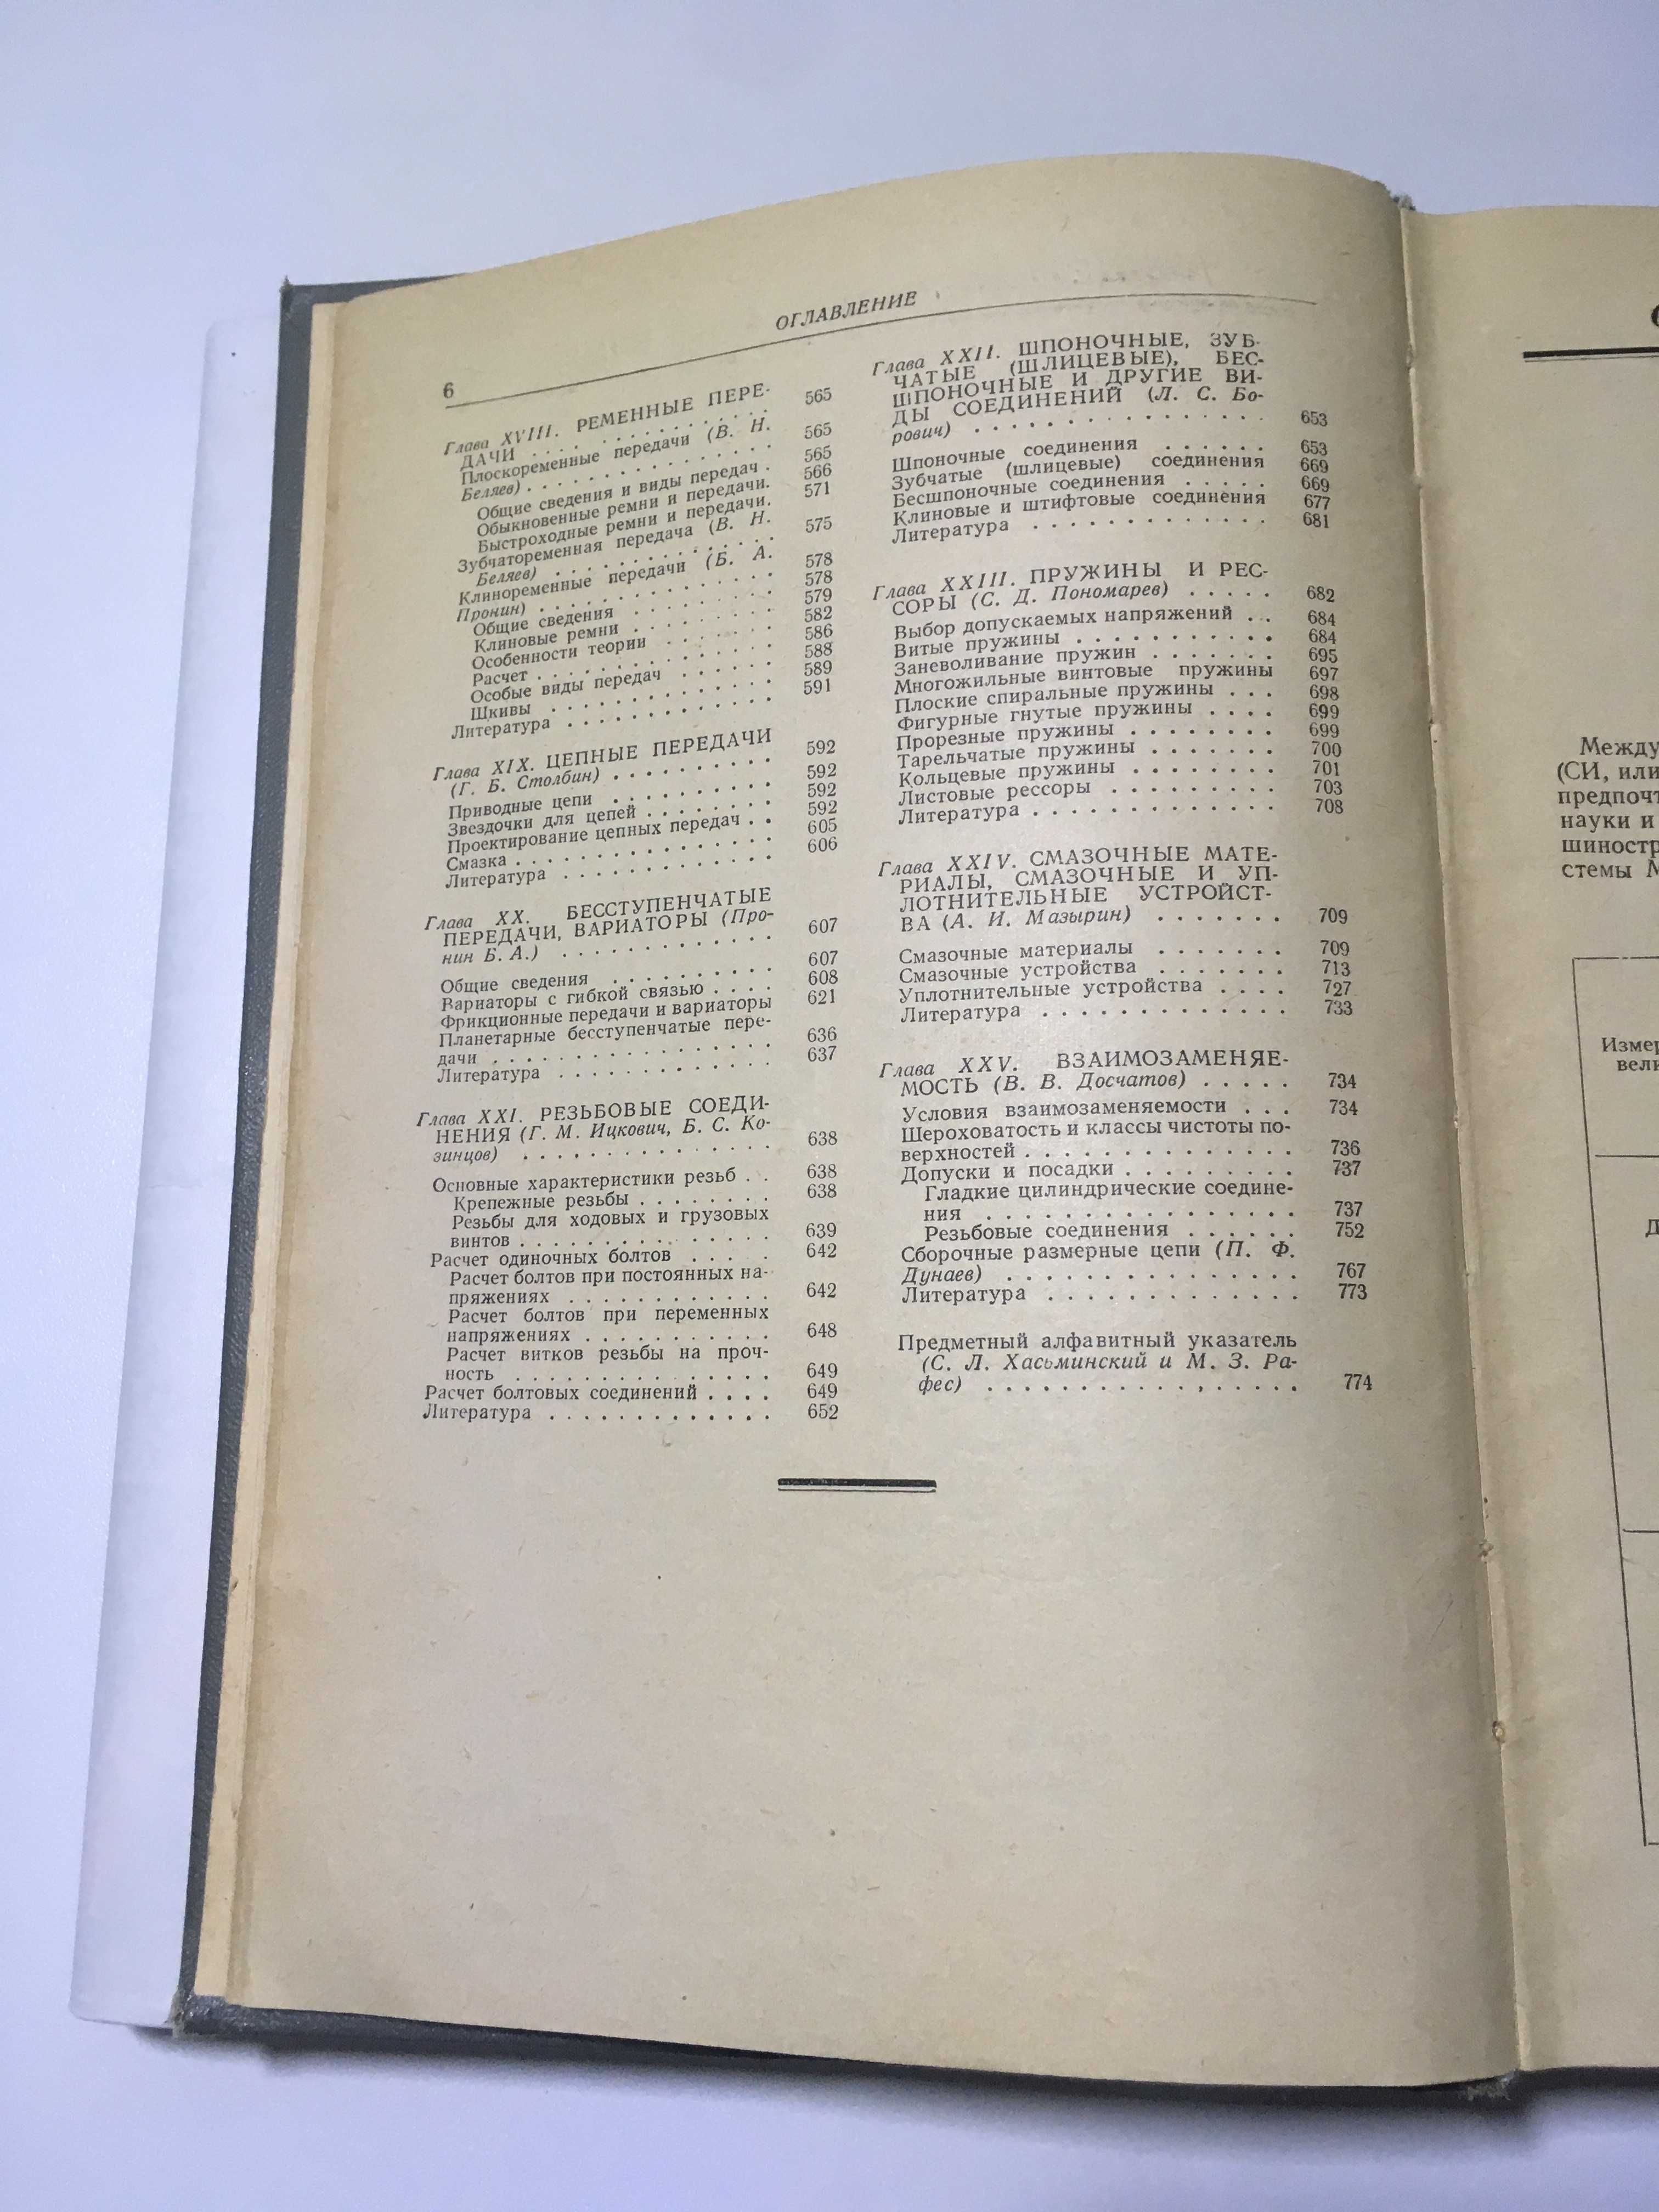 6
ОГЛАВЛЕНИЕ
Глава XVIII. РЕМЕННЫЕ ПЕРЕ-
ДАЧИ . . . . . . . . . . . 565
Плоскоременные передачи (В. Н.
Беляев) . . . . . . . . . . . 565
Общие сведения и виды передач . 565
Обыкновенные ремни и передачи. 566
Быстроходные ремни и передачи. 571
Зубчаторе­менная передача (В. Н.
Беляев) . . . . . . . . . . . 575
Клиноременные передачи (Б. А.
Пронин) . . . . . . . . . . . 578
Общие сведения . . . . . . . . 578
Клиновые ремни . . . . . . . . 579
Особенности теории . . . . . . 582
Расчет . . . . . . . . . . . . 586
Особые виды передач . . . . . . 588
Шкивы . . . . . . . . . . . . 589
Литература . . . . . . . . . . . 591
Глава XIX. ЦЕПНЫЕ ПЕРЕДАЧИ
(Г. Б. Столбин) . . . . . . . . . 592
Приводные цепи . . . . . . . . . 592
Звездочки для цепей . . . . . . . 592
Проектирование цепных передач . . 592
Смазка . . . . . . . . . . . . . 605
Литература . . . . . . . . . . . 606
Глава XX. БЕССТУПЕНЧАТЫЕ
ПЕРЕДАЧИ, ВАРИАТОРЫ (Про-
нин Б. А.) . . . . . . . . . . . 607
Общие сведения . . . . . . . . . 607
Вариаторы с гибкой связью . . . . 608
Фрикционные передачи и вариаторы 621
Планетарные бесступенчатые пере-
дачи . . . . . . . . . . . . . . 636
Литература . . . . . . . . . . . 637
Глава XXI. РЕЗЬБОВЫЕ СОЕДИ-
НЕНИЯ (Г. М. Ицкович, Б. С. Ко-
зинцов) . . . . . . . . . . . . . 638
Основные характеристики резьб . . 638
Крепежные резьбы . . . . . . . . 638
Резьбы для ходовых и грузовых
винтов . . . . . . . . . . . . . 639
Расчет одиночных болтов . . . . 642
Расчет болтов при постоянных на-
пряжениях . . . . . . . . . . . 642
Расчет болтов при переменных
напряжениях . . . . . . . . . . 648
Расчет витков резьбы на проч-
ность . . . . . . . . . . . . . 649
Расчет болтовых соединений . . . . 649
Литература . . . . . . . . . . . 652
Глава XXII. ШПОНОЧНЫЕ, ЗУБ-
ЧАТЫЕ (ШЛИЦЕВЫЕ), БЕС-
ШПОНОЧНЫЕ И ДРУГИЕ ВИ-
ДЫ СОЕДИНЕНИЙ (Л. С. Бо-
рович) . . . . . . . . . . . . . 653
Шпоночные соединения . . . . . . 653
Зубчатые (шлицевые) соединения 669
Бесшпоночные соединения . . . . . 669
Клиновые и штифтовые соединения 677
Литература . . . . . . . . . . . 681
Глава XXIII. ПРУЖИНЫ И РЕС-
СОРЫ (С. Д. Пономарев) . . . . . 682
Выбор допускаемых напряжений . . 684
Витые пружины . . . . . . . . . . 684
Заневоливание пружин . . . . . . . 695
Многожильные винтовые пружины 697
Плоские спиральные пружины . . . 698
Фигурные гнутые пружины . . . . 699
Прорезные пружины . . . . . . . . 699
Тарельчатые пружины . . . . . . . 700
Кольцевые пружины . . . . . . . . 701
Листовые рессоры . . . . . . . . . 703
Литература . . . . . . . . . . . 708
Глава XXIV. СМАЗОЧНЫЕ МАТЕ-
РИАЛЫ, СМАЗОЧНЫЕ И УП-
ЛОТНИТЕЛЬНЫЕ УСТРОЙСТ-
ВА (А. И. Мазырин) . . . . . . . 709
Смазочные материалы . . . . . . . 709
Смазочные устройства . . . . . . . 713
Уплотнительные устройства . . . . 727
Литература . . . . . . . . . . . 733
Глава XXV. ВЗАИМОЗАМЕНЯЕ-
МОСТЬ (В. В. Досчатов) . . . . . 734
Условия взаимозаменяемости . . . 734
Шероховатость и классы чистоты по-
верхностей . . . . . . . . . . . . 736
Допуски и посадки . . . . . . . . . 737
Гладкие цилиндрические соедине-
ния . . . . . . . . . . . . . . 737
Резьбовые соединения . . . . . . 752
Сборочные размерные цепи (П. Ф.
Дунаев) . . . . . . . . . . . . . 767
Литература . . . . . . . . . . . 773
Предметный алфавитный указатель
(С. Л. Хасьминский и М. З. Ра-
фес) . . . . . . . . . . . . . . 774
Между
(СИ, или
предпочт
науки и
шиностр
стемы М
Измер
вели
Д